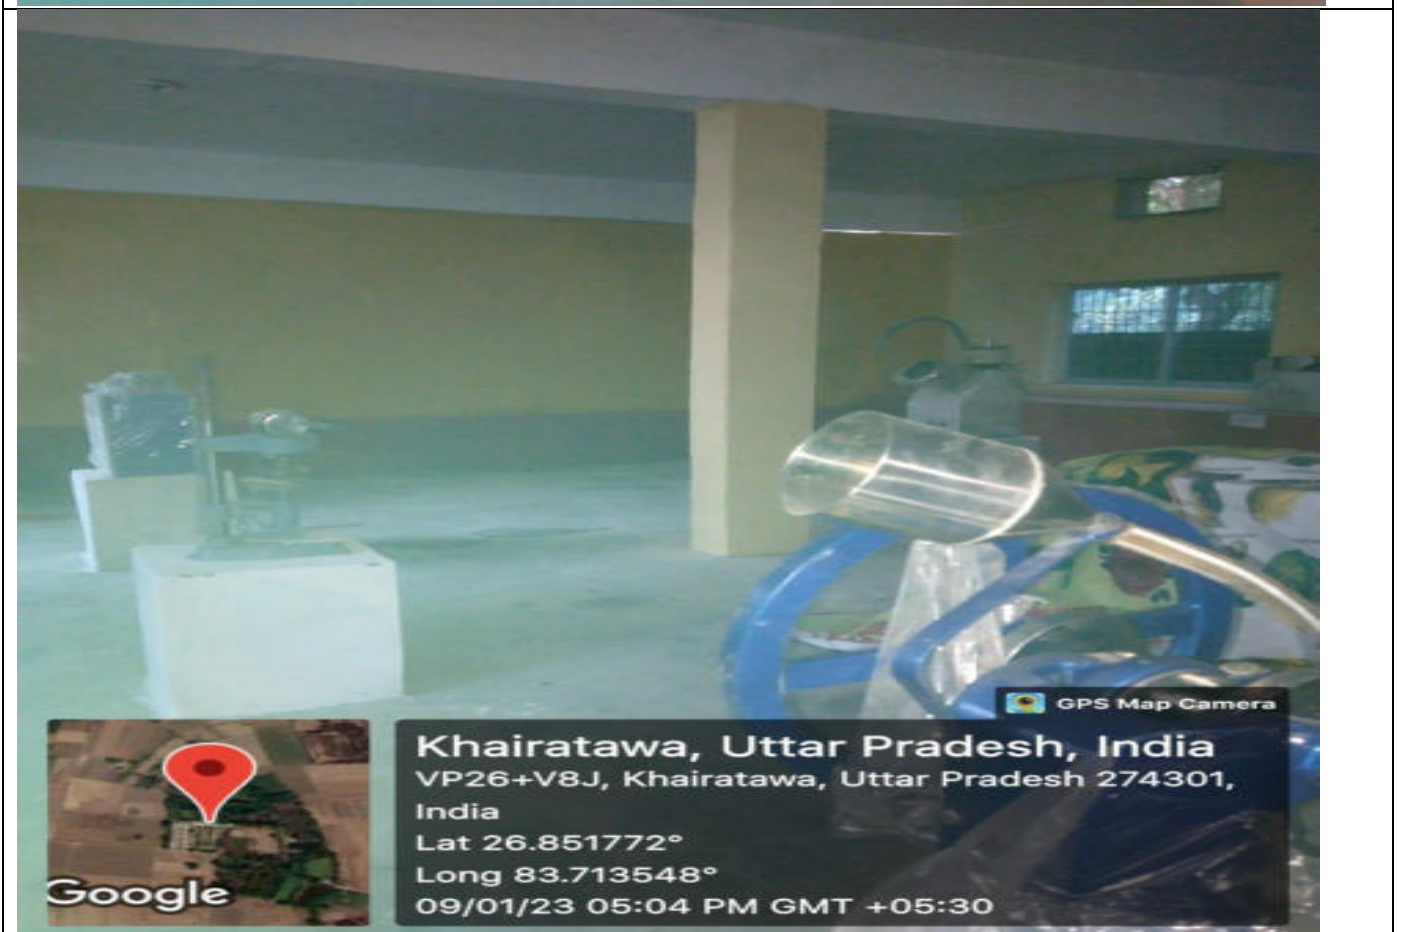 GPS Map Camera
Khairatawa, Uttar Pradesh, India
VP26+V8J, Khairatawa, Uttar Pradesh 274301,
India
Lat 26.851772°
Long 83.713548°
09/01/23 05:04 PM GMT +05:30
Google